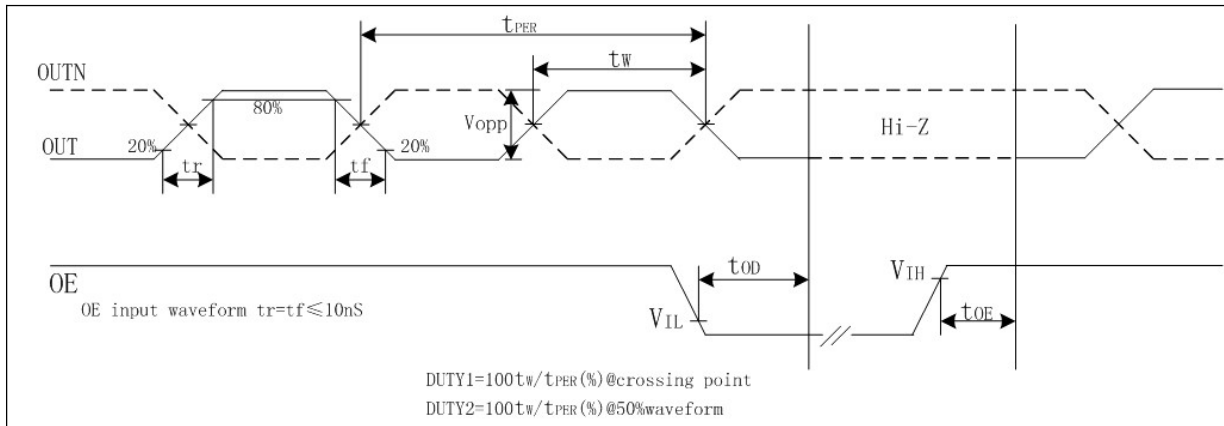 tPER
OUTN
tW
80%
Vopp
Hi-Z
OUT
20%
20%
tr
tf
tOD
VIH
OE
tOE
OE input waveform tr=tf≤10nS
VIL
DUTY1=100tW/tPER(%)@crossing point
DUTY2=100tW/tPER(%)@50%waveform